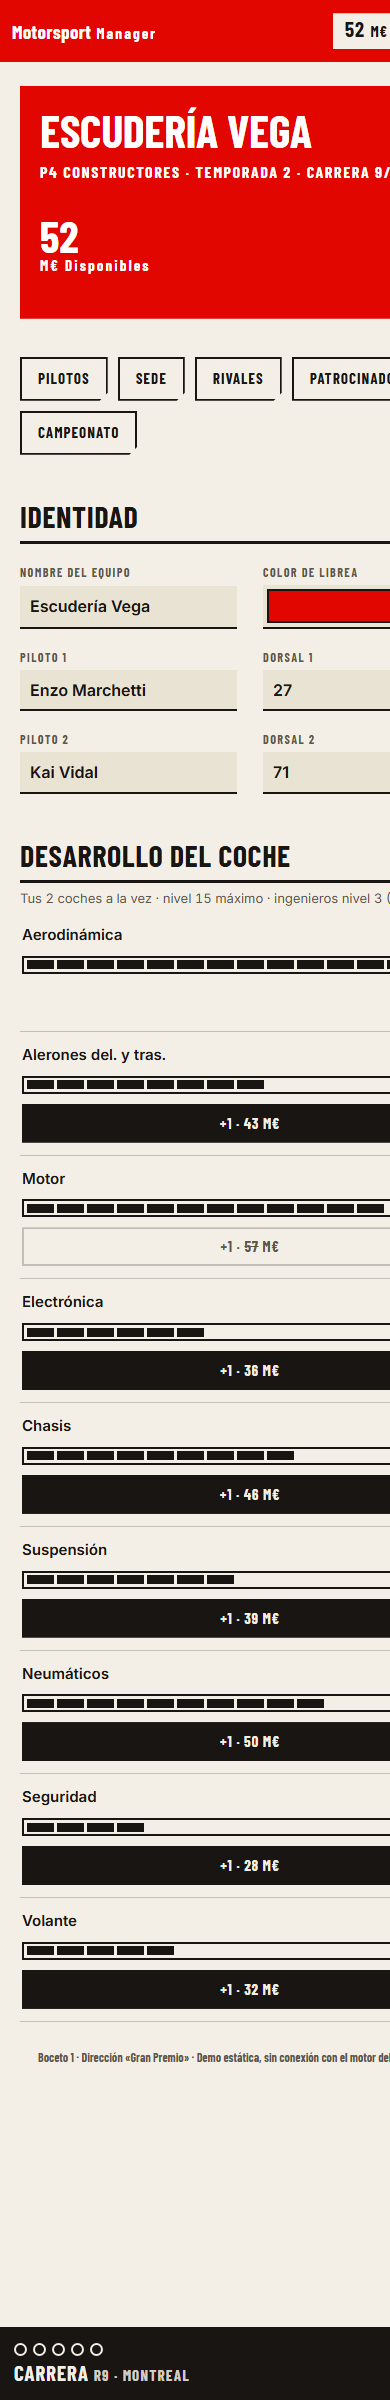 Motorsport Manager
52 M€
ESCUDERÍA VEGA
P4 CONSTRUCTORES · TEMPORADA 2 · CARRERA 9/
52
M€ Disponibles
PILOTOS
SEDE
RIVALES
PATROCINADO
CAMPEONATO
IDENTIDAD
NOMBRE DEL EQUIPO
COLOR DE LIBREA
Escudería Vega
PILOTO 1
DORSAL 1
Enzo Marchetti
27
PILOTO 2
DORSAL 2
Kai Vidal
71
DESARROLLO DEL COCHE
Tus 2 coches a la vez · nivel 15 máximo · ingenieros nivel 3 (
Aerodinámica
Alerones del. y tras.
+1 · 43 M€
Motor
+1 · 57 M€
Electrónica
+1 · 36 M€
Chasis
+1 · 46 M€
Suspensión
+1 · 39 M€
Neumáticos
+1 · 50 M€
Seguridad
+1 · 28 M€
Volante
+1 · 32 M€
Boceto 1 · Dirección «Gran Premio» · Demo estática, sin conexión con el motor del
CARRERA R9 · MONTREAL